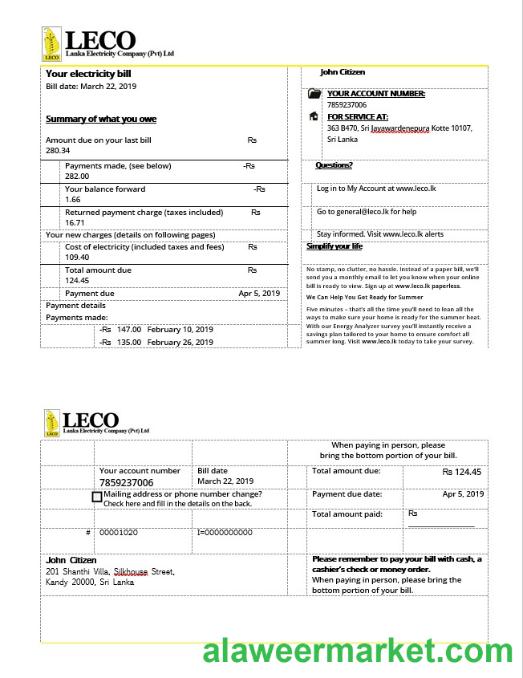 LECO
LECO
Lanka Electricity Company (Pvt) Ltd
Your electricity bill
Bill date: March 22, 2019
Summary of what you owe
Amount due on your last bill Rs
280.34
Payments made, (see below) -Rs
282.00
Your balance forward -Rs
1.66
Returned payment charge (taxes included) Rs
16.71
Your new charges (details on following pages)
Cost of electricity (included taxes and fees) Rs
109.40
Total amount due Rs
124.45
Payment due Apr 5, 2019
Payment details
Payments made:
-Rs 147.00 February 10, 2019
-Rs 135.00 February 26, 2019
John Citizen
YOUR ACCOUNT NUMBER:
7859237006
FOR SERVICE AT:
363 B470, Sri Jayawardenepura Kotte 10107,
Sri Lanka
Questions?
Log in to My Account at www.leco.lk
Go to general@leco.lk for help
Stay informed. Visit www.leco.lk alerts
Simplify your life
No stamp, no clutter, no hassle. Instead of a paper bill, we'll
send you a monthly email to let you know when your online
bill is ready to view. Sign up at www.leco.lk paperless.
We Can Help You Get Ready for Summer
Five minutes – that's all the time you'll need to lean all the
ways to make sure your home is ready for the summer heat.
With our Energy Analyzer survey you'll instantly receive a
savings plan tailored to your home to ensure comfort all
summer long. Visit www.leco.lk today to take your survey.
LECO
LECO
Lanka Electricity Company (Pvt) Ltd
When paying in person, please
bring the bottom portion of your bill.
Your account number Bill date
7859237006 March 22, 2019
Mailing address or phone number change?
Check here and fill in the details on the back.
Total amount due: Rs 124.45
Payment due date: Apr 5, 2019
Total amount paid: Rs
# 00001020 I=0000000000
John Citizen
201 Shanthi Villa, Silkhouse Street,
Kandy 20000, Sri Lanka
Please remember to pay your bill with cash, a
cashier's check or money order.
When paying in person, please bring the
bottom portion of your bill.
alaweermarket.com